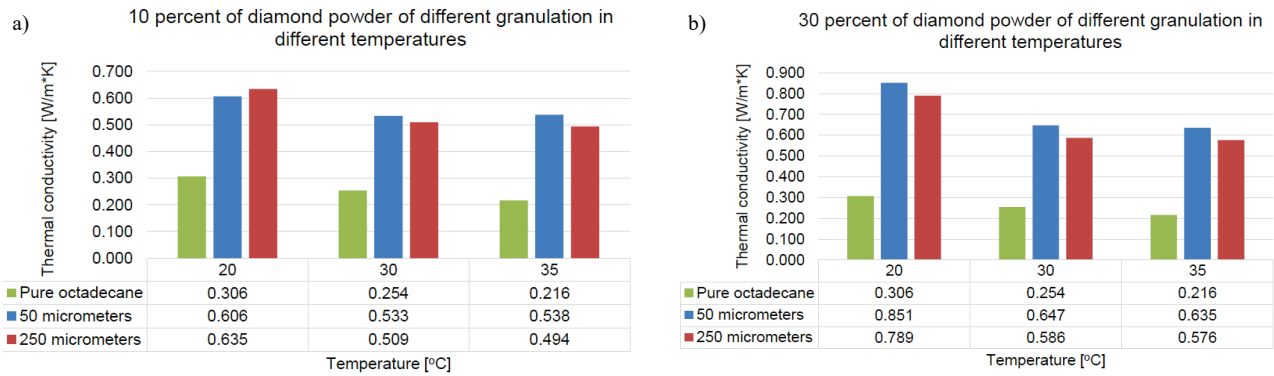 a)
10 percent of diamond powder of different granulation in
different temperatures
Thermal conductivity [W/m*K]
0.700
0.600
0.500
0.400
0.300
0.200
0.100
0.000
20 30 35
Pure octadecane 0.306 0.254 0.216
50 micrometers 0.606 0.533 0.538
250 micrometers 0.635 0.509 0.494
Temperature [°C]
b)
30 percent of diamond powder of different granulation in
different temperatures
Thermal conductivity [W/m*K]
0.900
0.800
0.700
0.600
0.500
0.400
0.300
0.200
0.100
0.000
20 30 35
Pure octadecane 0.306 0.254 0.216
50 micrometers 0.851 0.647 0.635
250 micrometers 0.789 0.586 0.576
Temperature [°C]